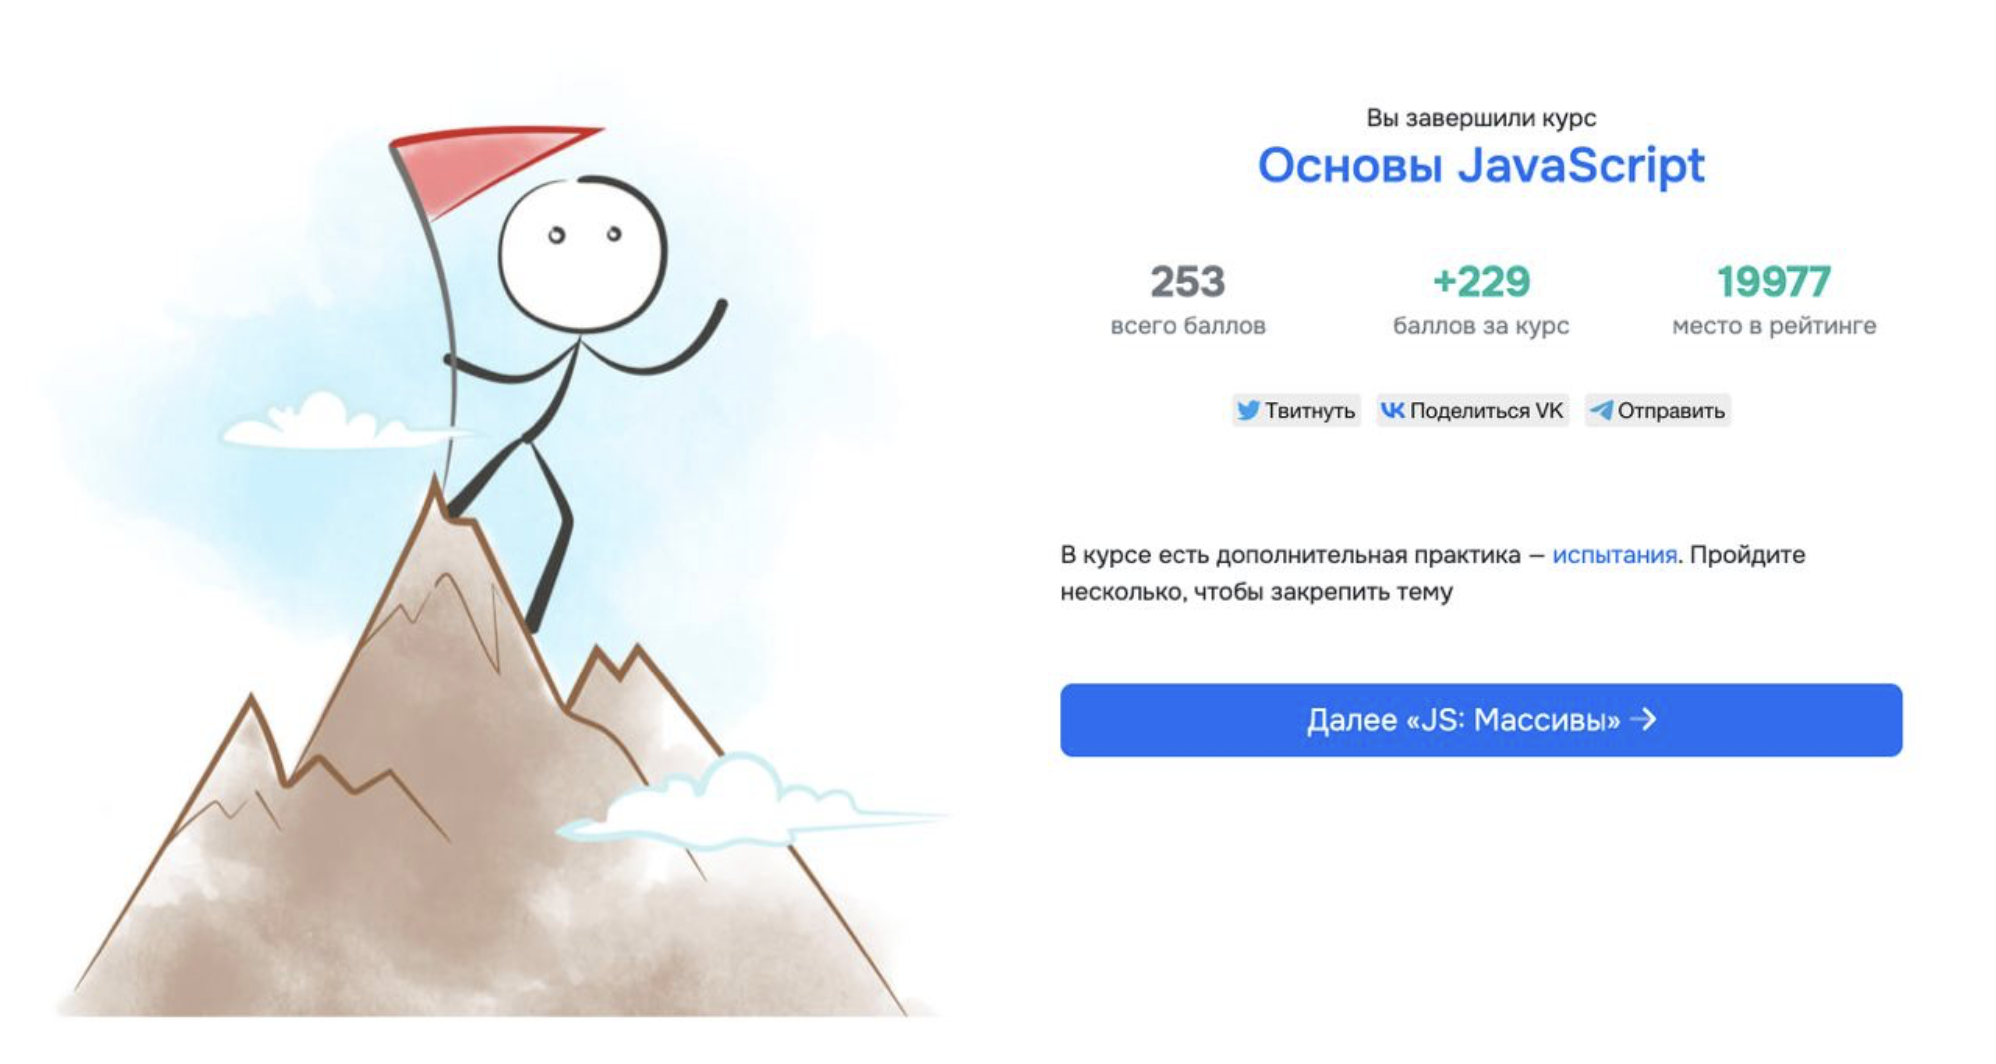 Вы завершили курс
Основы JavaScript
253
всего баллов
+229
баллов за курс
19977
место в рейтинге
Твитнуть
Поделиться VK
Отправить
В курсе есть дополнительная практика — испытания. Пройдите
несколько, чтобы закрепить тему
Далее «JS: Массивы» →